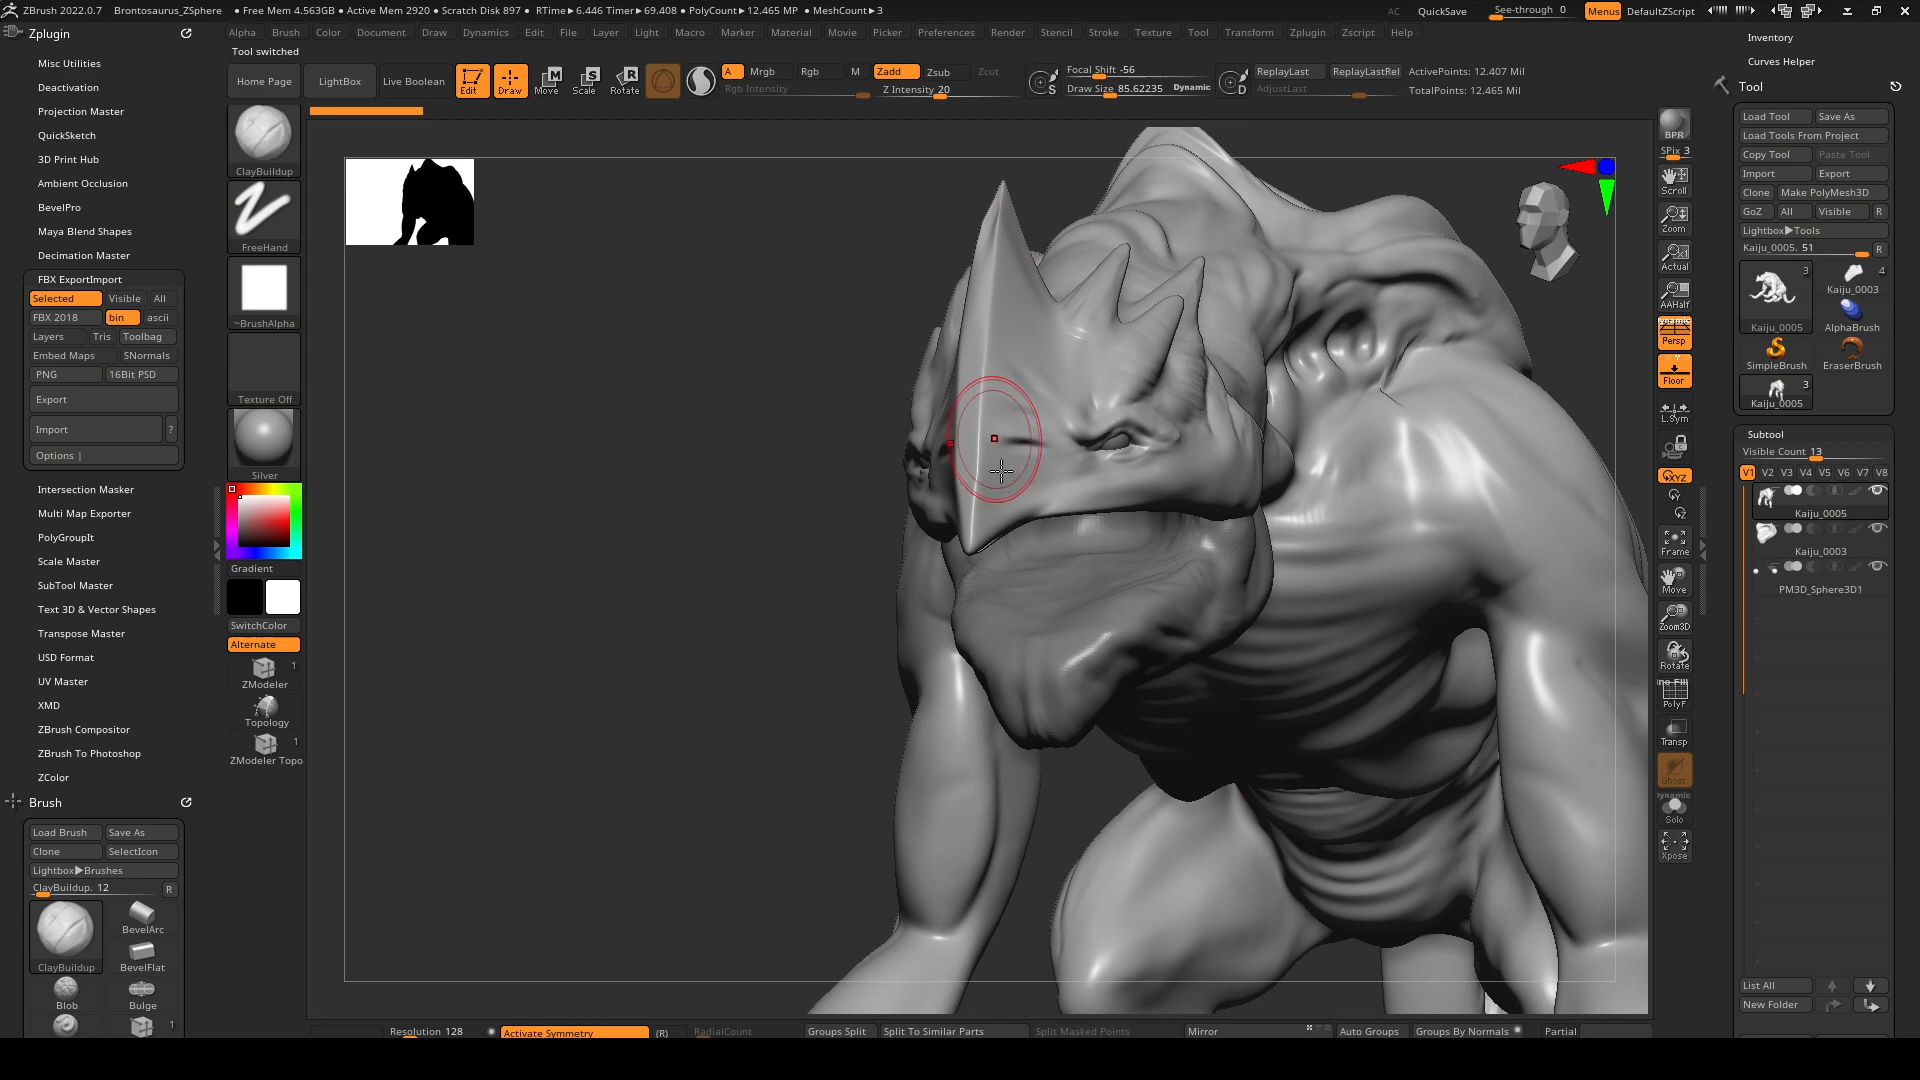 ZBrush 2022.0.7 Brontosaurus_ZSphere • Free Mem 4.563GB • Active Mem 2920 • Scratch Disk 897 • RTime▶6.446 Timer▶69.408 • PolyCount▶12.465 MP • MeshCount▶3 AC QuickSave See-through 0 Menus DefaultZScript
Alpha Brush Color Document Draw Dynamics Edit File Layer Light Macro Marker Material Movie Picker Preferences Render Stencil Stroke Texture Tool Transform Zplugin Zscript Help
Tool switched
Home Page LightBox Live Boolean Edit Draw Move Scale Rotate
A Mrgb Rgb M Zadd Zsub Zcut
Rgb Intensity Z Intensity 20
Focal Shift -56
Draw Size 85.62235 Dynamic
ReplayLast ReplayLastRel
AdjustLast
ActivePoints: 12.407 Mil
TotalPoints: 12.465 Mil
Zplugin
Misc Utilities
Deactivation
Projection Master
QuickSketch
3D Print Hub
Ambient Occlusion
BevelPro
Maya Blend Shapes
Decimation Master
FBX ExportImport
Selected Visible All
FBX 2018 bin ascii
Layers Tris Toolbag
Embed Maps SNormals
PNG 16Bit PSD
Export
Import ?
Options |
Intersection Masker
Multi Map Exporter
PolyGroupIt
Scale Master
SubTool Master
Text 3D & Vector Shapes
Transpose Master
USD Format
UV Master
XMD
ZBrush Compositor
ZBrush To Photoshop
ZColor
Brush
Load Brush Save As
Clone SelectIcon
Lightbox▶Brushes
ClayBuildup. 12 R
ClayBuildup
BevelArc
BevelFlat
Blob Bulge
1
ClayBuildup
FreeHand
~BrushAlpha
Texture Off
Silver
Gradient
SwitchColor
Alternate
1
ZModeler
Topology
1
ZModeler Topo
BPR
SPix 3
Scroll
Zoom
Actual
AAHalf
Dynamic
Persp
Floor
L.Sym
XYZ
Y
Z
Frame
Move
Zoom3D
Rotate
PolyF
Transp
Ghost
Dynamic
Solo
Xpose
Inventory
Curves Helper
Tool
Load Tool Save As
Load Tools From Project
Copy Tool Paste Tool
Import Export
Clone Make PolyMesh3D
GoZ All Visible R
Lightbox▶Tools
Kaiju_0005. 51 R
3 4
Kaiju_0005
Kaiju_0003
AlphaBrush
SimpleBrush EraserBrush
3
Kaiju_0005
Subtool
Visible Count 13
V1 V2 V3 V4 V5 V6 V7 V8
Kaiju_0005
Kaiju_0003
PM3D_Sphere3D1
List All
New Folder
Resolution 128 Activate Symmetry (R) RadialCount Groups Split Split To Similar Parts Split Masked Points Mirror Auto Groups Groups By Normals Partial